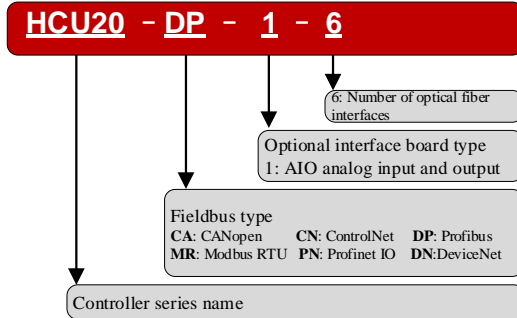 HCU20 - DP - 1 - 6
6: Number of optical fiber
interfaces
Optional interface board type
1: AIO analog input and output
Fieldbus type
CA: CANopen CN: ControlNet DP: Profibus
MR: Modbus RTU PN: Profinet IO DN:DeviceNet
Controller series name